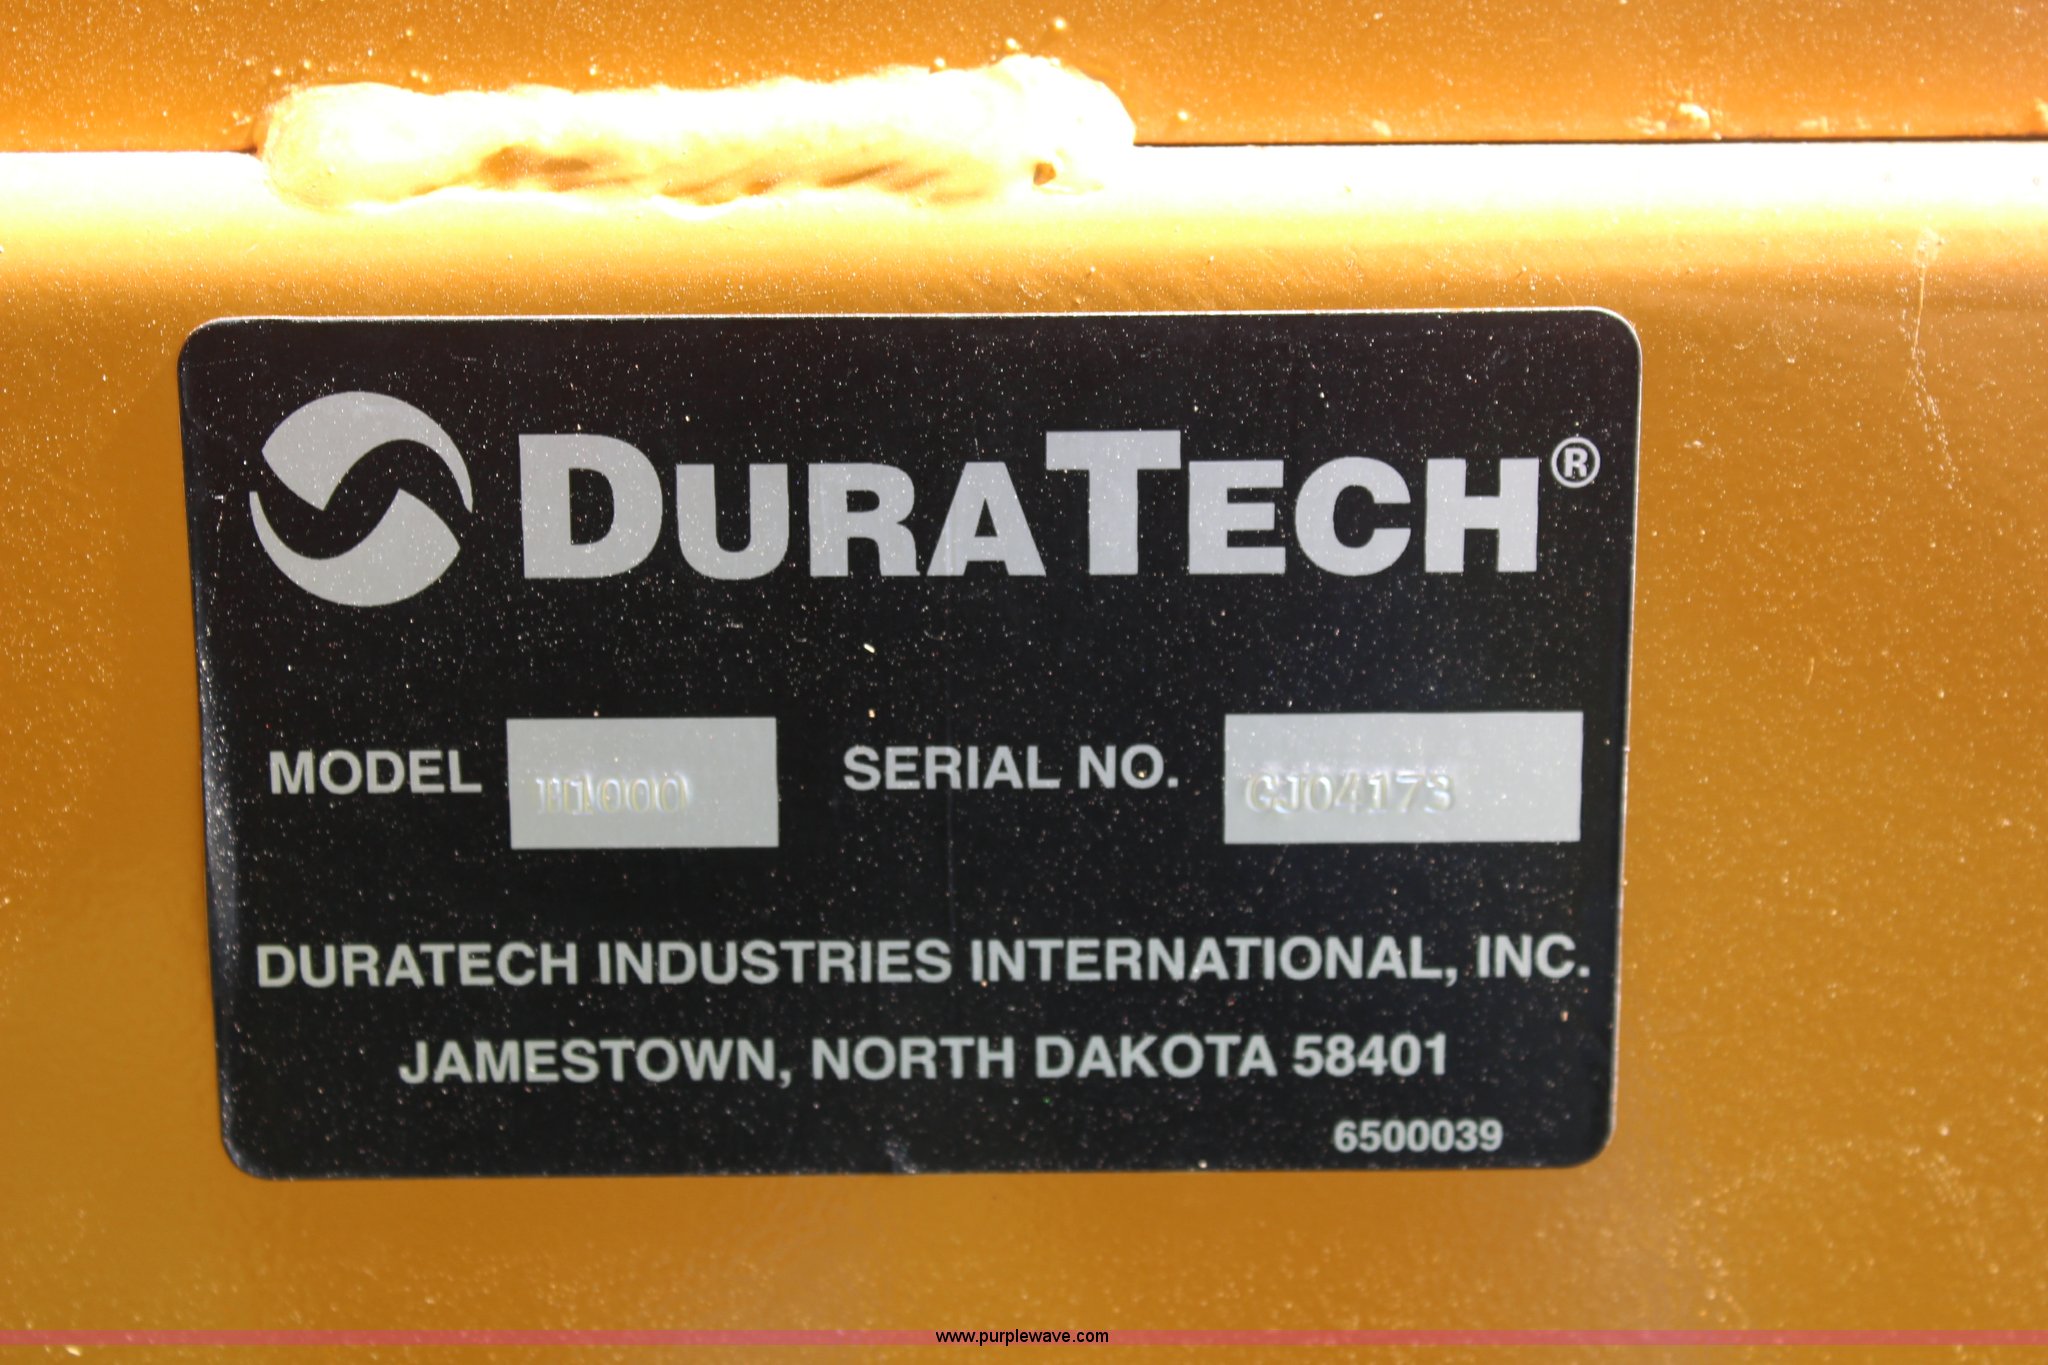 DURATECH®
MODEL H1000 SERIAL NO. GJ04173
DURATECH INDUSTRIES INTERNATIONAL, INC.
JAMESTOWN, NORTH DAKOTA 58401
6500039
www.purplewave.com